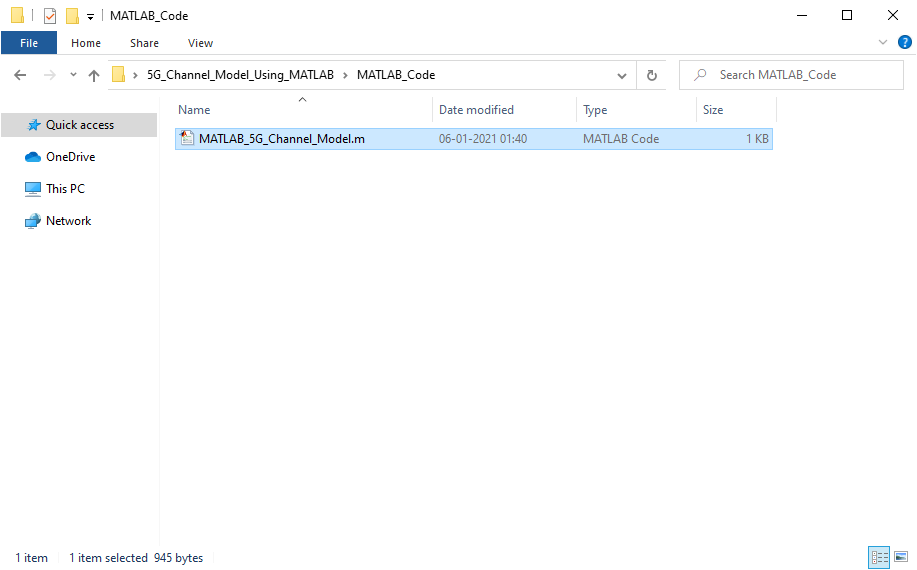 MATLAB_Code
File Home Share View
5G_Channel_Model_Using_MATLAB MATLAB_Code Search MATLAB_Code
Name Date modified Type Size
Quick access
MATLAB_5G_Channel_Model.m 06-01-2021 01:40 MATLAB Code 1 KB
OneDrive
This PC
Network
1 item 1 item selected 945 bytes